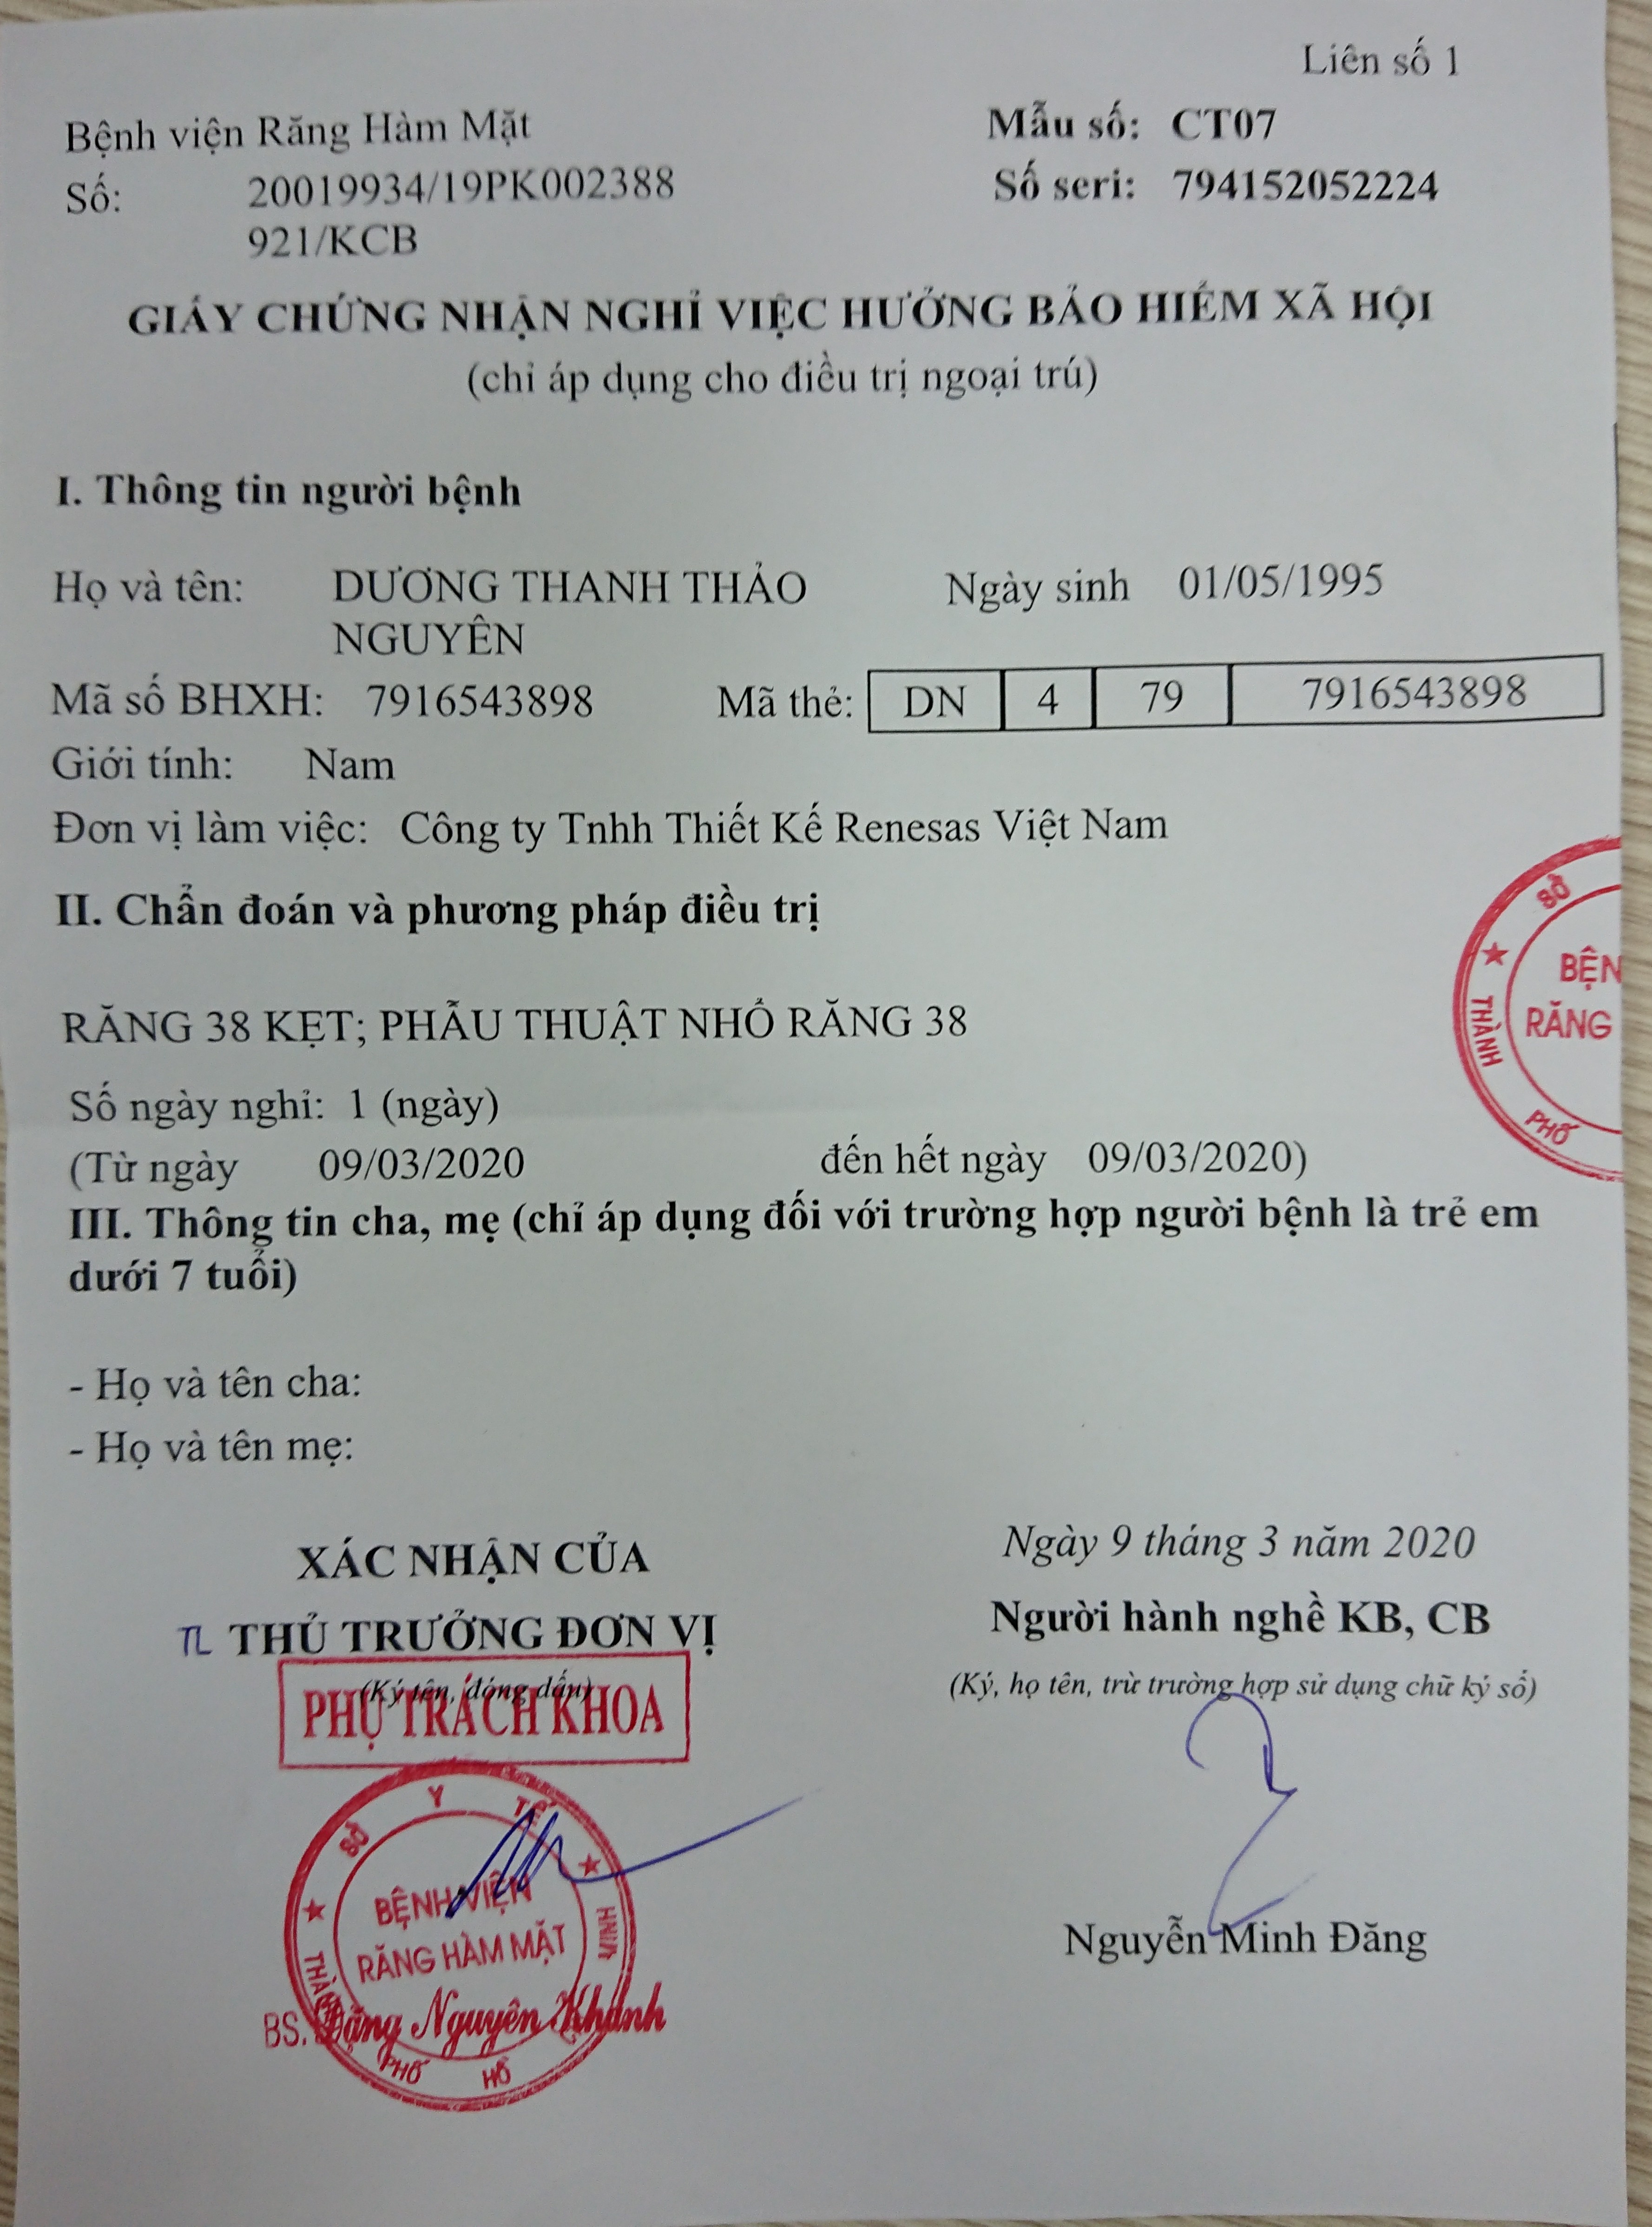 Liên số 1
Bệnh viện Răng Hàm Mặt
Mẫu số: CT07
Số: 20019934/19PK002388
921/KCB
Số seri: 794152052224
GIẤY CHỨNG NHẬN NGHỈ VIỆC HƯỞNG BẢO HIỂM XÃ HỘI
(chỉ áp dụng cho điều trị ngoại trú)
I. Thông tin người bệnh
Họ và tên: DƯƠNG THANH THẢO
NGUYÊN
Ngày sinh 01/05/1995
Mã số BHXH: 7916543898 Mã thẻ: DN 4 79 7916543898
Giới tính: Nam
Đơn vị làm việc: Công ty Tnhh Thiết Kế Renesas Việt Nam
II. Chẩn đoán và phương pháp điều trị
SỞ
BỆN
RĂNG
THÀNH
PHỐ
RĂNG 38 KẸT; PHẪU THUẬT NHỔ RĂNG 38
Số ngày nghỉ: 1 (ngày)
(Từ ngày 09/03/2020 đến hết ngày 09/03/2020)
III. Thông tin cha, mẹ (chỉ áp dụng đối với trường hợp người bệnh là trẻ em
dưới 7 tuổi)
- Họ và tên cha:
- Họ và tên mẹ:
XÁC NHẬN CỦA
TL THỦ TRƯỞNG ĐƠN VỊ
(Ký tên, đóng dấu)
PHỤ TRÁCH KHOA
SỞ Y TẾ
BỆNH VIỆN
RĂNG HÀM MẶT
THÀNH PHỐ HỒ MINH
BS. Đặng Nguyên Khánh
Ngày 9 tháng 3 năm 2020
Người hành nghề KB, CB
(Ký, họ tên, trừ trường hợp sử dụng chữ ký số)
Nguyễn Minh Đăng